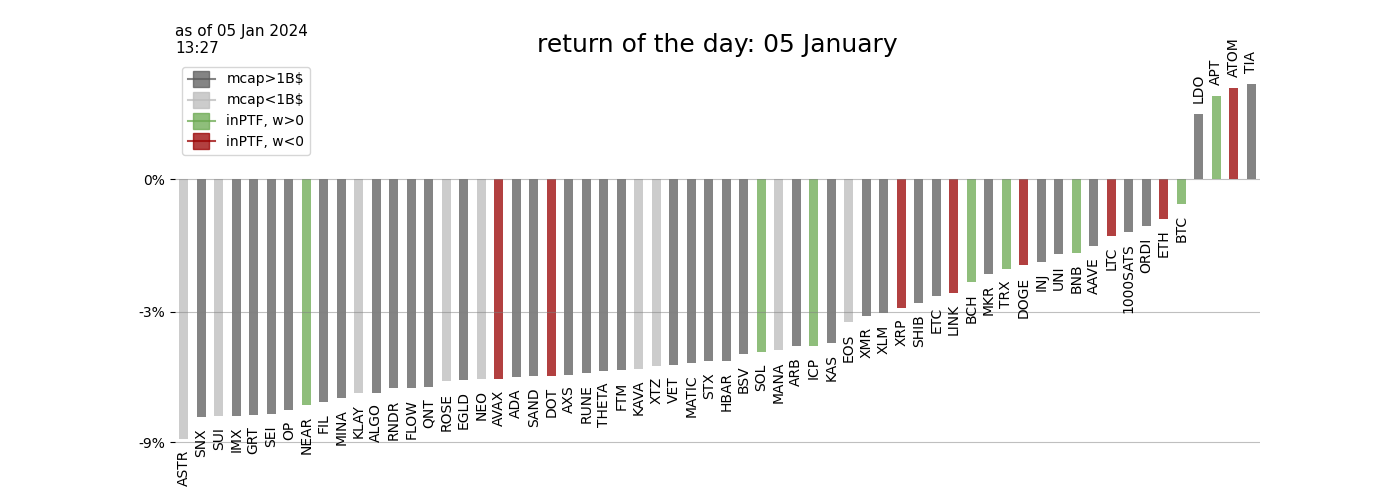 as of 05 Jan 2024
13:27
return of the day: 05 January
mcap>1B$
mcap<1B$
inPTF, w>0
inPTF, w<0
0%
-3%
-9%
ASTR
SNX
SUI
IMX
GRT
SEI
OP
NEAR
FIL
MINA
KLAY
ALGO
RNDR
FLOW
QNT
ROSE
EGLD
NEO
AVAX
ADA
SAND
DOT
AXS
RUNE
THETA
FTM
KAVA
XTZ
VET
MATIC
STX
HBAR
BSV
SOL
MANA
ARB
ICP
KAS
EOS
XMR
XLM
XRP
SHIB
ETC
LINK
BCH
MKR
TRX
DOGE
INJ
UNI
BNB
AAVE
LTC
1000SATS
ORDI
ETH
BTC
LDO
APT
ATOM
TIA